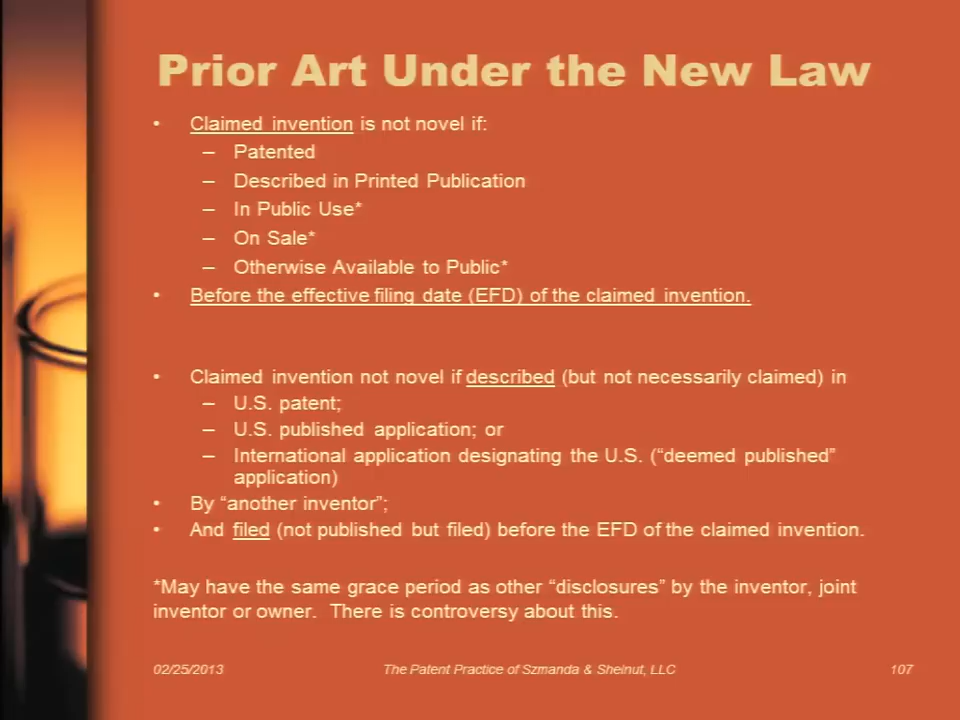 Prior Art Under the New Law
• Claimed invention is not novel if:
– Patented
– Described in Printed Publication
– In Public Use*
– On Sale*
– Otherwise Available to Public*
• Before the effective filing date (EFD) of the claimed invention.
• Claimed invention not novel if described (but not necessarily claimed) in
– U.S. patent;
– U.S. published application; or
– International application designating the U.S. (“deemed published”
application)
• By “another inventor”;
• And filed (not published but filed) before the EFD of the claimed invention.
*May have the same grace period as other “disclosures” by the inventor, joint
inventor or owner. There is controversy about this.
02/25/2013 The Patent Practice of Szmanda & Shelnut, LLC 107